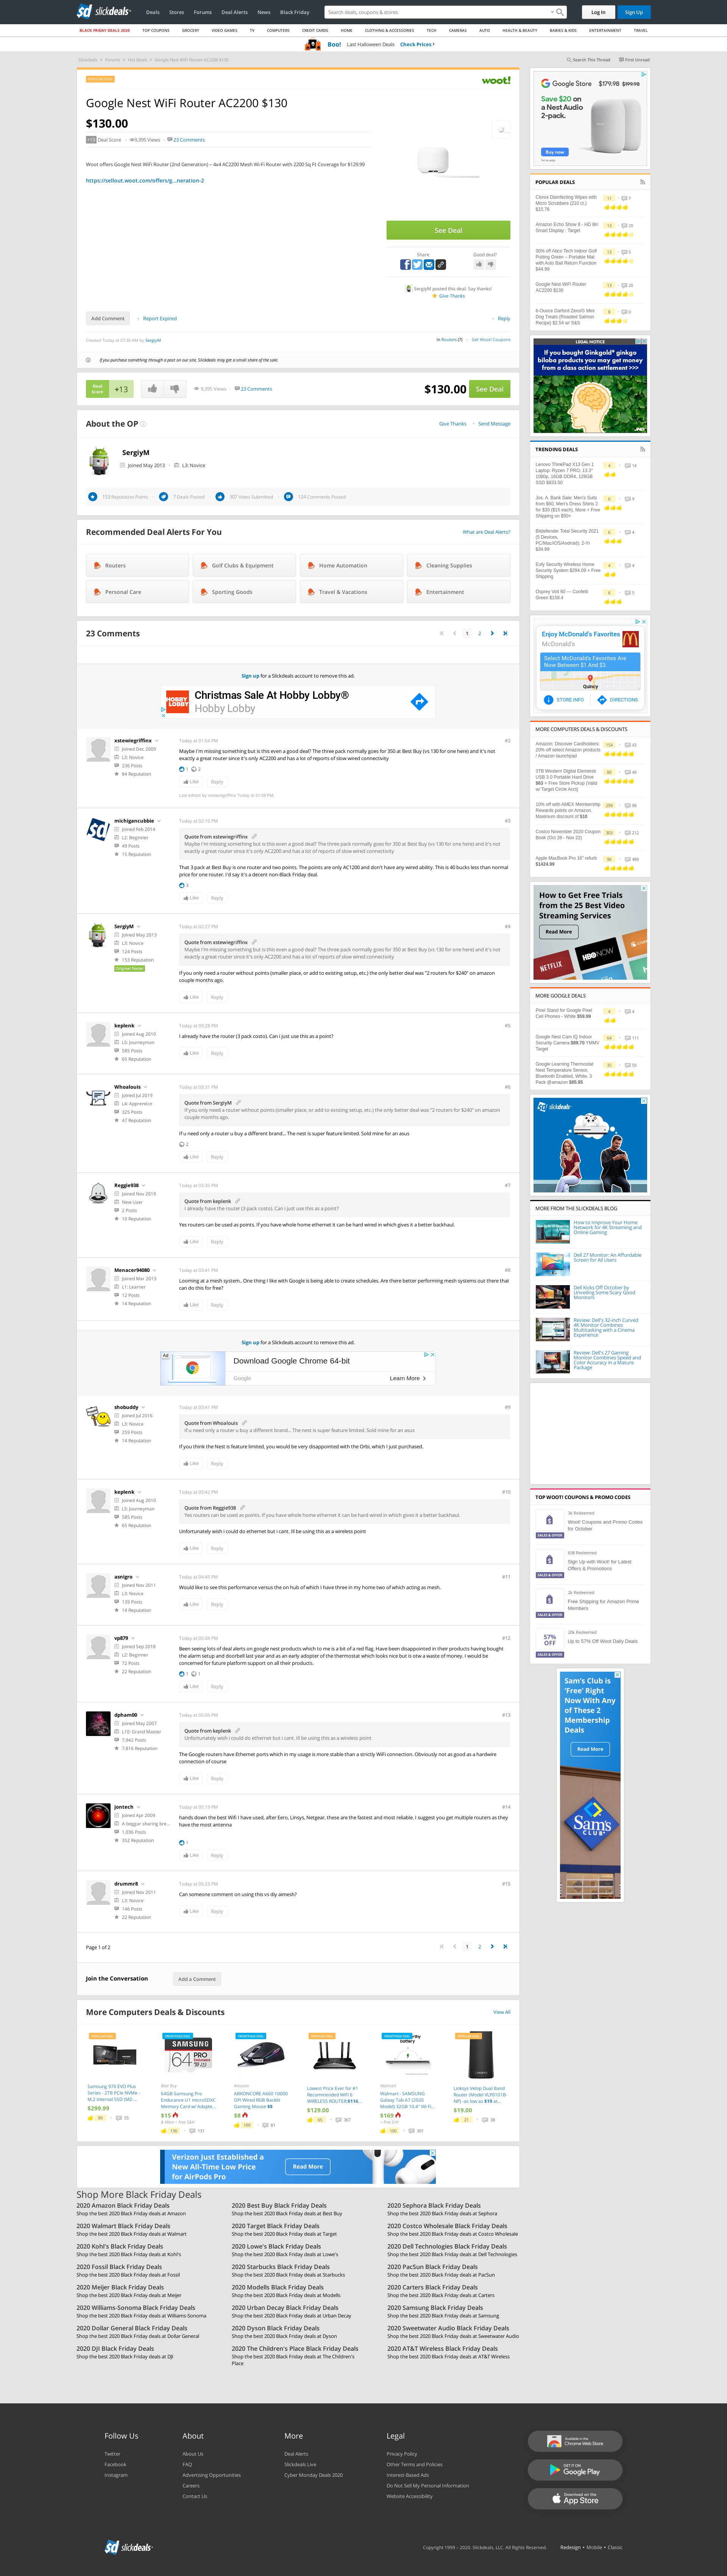 slickdeals
Deals Stores Forums Deal Alerts News Black Friday
Search deals, coupons & stores
Log In Sign Up
BLACK FRIDAY DEALS 2020 TOP COUPONS GROCERY VIDEO GAMES TV COMPUTERS CREDIT CARDS HOME CLOTHING & ACCESSORIES TECH CAMERAS AUTO HEALTH & BEAUTY BABIES & KIDS ENTERTAINMENT TRAVEL
Boo! Last Halloween Deals Check Prices
Slickdeals Forums Hot Deals Google Nest WiFi Router AC2200 $130
Search This Thread First Unread
woot!
Google Nest WiFi Router AC2200 $130
$130.00
+13 Deal Score 9,395 Views 23 Comments
Woot offers Google Nest WiFi Router (2nd Generation) – 4x4 AC2200 Mesh Wi-Fi Router with 2200 Sq Ft Coverage for $129.99
https://sellout.woot.com/offers/g...neration-2
See Deal
Share Good deal?
SergiyM posted this deal. Say thanks!
Give Thanks
Add Comment Report Expired Reply
Created Today at 07:36 AM by SergiyM
in Routers (7) Get Woot! Coupons
If you purchase something through a post on our site, Slickdeals may get a small share of the sale.
Deal Score +13 9,395 Views 23 Comments $130.00 See Deal
About the OP
Give Thanks Send Message
SergiyM
Joined May 2013 L3: Novice
153 Reputation Points 7 Deals Posted 307 Votes Submitted 124 Comments Posted
Recommended Deal Alerts For You
What are Deal Alerts?
Routers Golf Clubs & Equipment Home Automation Cleaning Supplies
Personal Care Sporting Goods Travel & Vacations Entertainment
23 Comments
1 2
Sign up for a Slickdeals account to remove this ad.
HOBBY LOBBY
Christmas Sale At Hobby Lobby®
Hobby Lobby
xstewiegriffinx
Joined Dec 2009
L3: Novice
236 Posts
84 Reputation
Today at 01:04 PM #2
Maybe I'm missing something but is this even a good deal? The three pack normally goes for 350 at Best Buy (vs 130 for one here) and it's not exactly a great router since it's only AC2200 and has a lot of reports of slow wired connectivity
1 2
Like Reply
Last edited by xstewiegriffinx Today at 01:08 PM
michigancubbie
Joined Feb 2014
L2: Beginner
49 Posts
15 Reputation
Today at 02:10 PM #3
Quote from xstewiegriffinx
Maybe I'm missing something but is this even a good deal? The three pack normally goes for 350 at Best Buy (vs 130 for one here) and it's not exactly a great router since it's only AC2200 and has a lot of reports of slow wired connectivity
That 3 pack at Best Buy is one router and two points. The points are only AC1200 and don't have any wired ability. This is 40 bucks less than normal price for one router. I'd say it's a decent non-Black Friday deal.
3
Like Reply
SergiyM
Joined May 2013
L3: Novice
124 Posts
153 Reputation
Original Poster
Today at 02:27 PM #4
Quote from xstewiegriffinx
Maybe I'm missing something but is this even a good deal? The three pack normally goes for 350 at Best Buy (vs 130 for one here) and it's not exactly a great router since it's only AC2200 and has a lot of reports of slow wired connectivity
If you only need a router without points (smaller place, or add to existing setup, etc.) the only better deal was "2 routers for $240" on amazon couple months ago.
Like Reply
keplenk
Joined Aug 2010
L5: Journeyman
585 Posts
65 Reputation
Today at 03:28 PM #5
I already have the router (3 pack costs). Can i just use this as a point?
Like Reply
Whoalouis
Joined Jul 2019
L4: Apprentice
325 Posts
47 Reputation
Today at 03:31 PM #6
Quote from SergiyM
If you only need a router without points (smaller place, or add to existing setup, etc.) the only better deal was "2 routers for $240" on amazon couple months ago.
If u need only a router u buy a different brand... The nest is super feature limited. Sold mine for an asus
2
Like Reply
Reggie938
Joined Nov 2019
New User
2 Posts
10 Reputation
Today at 03:35 PM #7
Quote from keplenk
I already have the router (3 pack costs). Can i just use this as a point?
Yes routers can be used as points. If you have whole home ethernet it can be hard wired in which gives it a better backhaul.
Like Reply
Menacer94080
Joined Mar 2013
L1: Learner
12 Posts
14 Reputation
Today at 03:41 PM #8
Looming at a mesh system.. One thing I like with Google is being able to create schedules. Are there better performing mesh systems out there that can do this for free?
Like Reply
Sign up for a Slickdeals account to remove this ad.
Ad Download Google Chrome 64-bit
Google Learn More
shobuddy
Joined Jul 2016
L3: Novice
259 Posts
14 Reputation
Today at 03:41 PM #9
Quote from Whoalouis
If u need only a router u buy a different brand... The nest is super feature limited. Sold mine for an asus
If you think the Nest is feature limited, you would be very disappointed with the Orbi, which I just purchased.
Like Reply
keplenk
Joined Aug 2010
L5: Journeyman
585 Posts
65 Reputation
Today at 03:42 PM #10
Quote from Reggie938
Yes routers can be used as points. If you have whole home ethernet it can be hard wired in which gives it a better backhaul.
Unfortunately wish i could do ethernet but i cant. Ill be using this as a wireless point
Like Reply
asnigro
Joined Nov 2011
L3: Novice
139 Posts
14 Reputation
Today at 04:45 PM #11
Would like to see this performance versus the on hub of which I have three in my home two of which acting as mesh.
Like Reply
vp879
Joined Sep 2018
L2: Beginner
72 Posts
22 Reputation
Today at 05:04 PM #12
Been seeing lots of deal alerts on google nest products which to me is a bit of a red flag. Have been disappointed in their products having bought the alarm setup and doorbell last year and as an early adopter of the thermostat which looks nice but is over rated and a waste of money. I would be concerned for future platform support on all their products.
1 1
Like Reply
dpham00
Joined May 2007
L10: Grand Master
7,942 Posts
7,816 Reputation
Today at 05:05 PM #13
Quote from keplenk
Unfortunately wish i could do ethernet but i cant. Ill be using this as a wireless point
The Google routers have Ethernet ports which in my usage is more stable than a strictly WiFi connection. Obviously not as good as a hardwire connection of course
Like Reply
jontech
Joined Apr 2009
A beggar sharing bre...
1,036 Posts
352 Reputation
Today at 05:19 PM #14
hands down the best Wifi I have used, after Eero, Linsys, Netgear, these are the fastest and most reliable. I suggest you get multiple routers as they have the most antenna
1
Like Reply
drummr8
Joined Nov 2011
L3: Novice
146 Posts
22 Reputation
Today at 05:23 PM #15
Can someone comment on using this vs diy aimesh?
Like Reply
Page 1 of 2
1 2
Join the Conversation Add a Comment
More Computers Deals & Discounts View All
Samsung 970 EVO Plus Series - 2TB PCIe NVMe - M.2 Internal SSD (MZ-...
$299.99
Best Buy
64GB Samsung Pro Endurance U1 microSDXC Memory Card w/ Adapte...
$15
Amazon
ABKONCORE A660 10000 DPI Wired RGB Backlit Gaming Mouse $8
$8
Lowest Price Ever for #1 Recommended WiFi 6 WIRELESS ROUTER:$116...
$129.00
Walmart
Walmart - SAMSUNG Galaxy Tab A7 (2020 Model) 32GB 10.4" Wi-Fi...
$169
Linksys Velop Dual Band Router (Model VLP0101B-NP) -as low as $19 at...
$19.00
Verizon Just Established a New All-Time Low Price for AirPods Pro Read More
Shop More Black Friday Deals
2020 Amazon Black Friday Deals
Shop the best 2020 Black Friday deals at Amazon
2020 Best Buy Black Friday Deals
Shop the best 2020 Black Friday deals at Best Buy
2020 Sephora Black Friday Deals
Shop the best 2020 Black Friday deals at Sephora
2020 Walmart Black Friday Deals
Shop the best 2020 Black Friday deals at Walmart
2020 Target Black Friday Deals
Shop the best 2020 Black Friday deals at Target
2020 Costco Wholesale Black Friday Deals
Shop the best 2020 Black Friday deals at Costco Wholesale
2020 Kohl's Black Friday Deals
Shop the best 2020 Black Friday deals at Kohl's
2020 Lowe's Black Friday Deals
Shop the best 2020 Black Friday deals at Lowe's
2020 Dell Technologies Black Friday Deals
Shop the best 2020 Black Friday deals at Dell Technologies
2020 Fossil Black Friday Deals
Shop the best 2020 Black Friday deals at Fossil
2020 Starbucks Black Friday Deals
Shop the best 2020 Black Friday deals at Starbucks
2020 PacSun Black Friday Deals
Shop the best 2020 Black Friday deals at PacSun
2020 Meijer Black Friday Deals
Shop the best 2020 Black Friday deals at Meijer
2020 Modells Black Friday Deals
Shop the best 2020 Black Friday deals at Modells
2020 Carters Black Friday Deals
Shop the best 2020 Black Friday deals at Carters
2020 Williams-Sonoma Black Friday Deals
Shop the best 2020 Black Friday deals at Williams-Sonoma
2020 Urban Decay Black Friday Deals
Shop the best 2020 Black Friday deals at Urban Decay
2020 Samsung Black Friday Deals
Shop the best 2020 Black Friday deals at Samsung
2020 Dollar General Black Friday Deals
Shop the best 2020 Black Friday deals at Dollar General
2020 Dyson Black Friday Deals
Shop the best 2020 Black Friday deals at Dyson
2020 Sweetwater Audio Black Friday Deals
Shop the best 2020 Black Friday deals at Sweetwater Audio
2020 DJI Black Friday Deals
Shop the best 2020 Black Friday deals at DJI
2020 The Children's Place Black Friday Deals
Shop the best 2020 Black Friday deals at The Children's Place
2020 AT&T Wireless Black Friday Deals
Shop the best 2020 Black Friday deals at AT&T Wireless
Google Store $179.98 $199.98
Save $20 on a Nest Audio 2-pack.
Buy now
POPULAR DEALS
Clorox Disinfecting Wipes with Micro Scrubbers (210 ct.) $10.76
Amazon Echo Show 8 - HD 8in Smart Display : Target
30% off Abco Tech Indoor Golf Putting Green – Portable Mat with Auto Ball Return Function $44.99
Google Nest WiFi Router AC2200 $130
6-Ounce Darford Zero/G Mini Dog Treats (Roasted Salmon Recipe) $2.54 w/ S&S
LEGAL NOTICE
If you bought Ginkgold® ginkgo biloba products you may get money from a class action settlement >>>
TRENDING DEALS
Lenovo ThinkPad X13 Gen 1 Laptop: Ryzen 7 PRO, 13.3" 1080p, 16GB DDR4, 128GB SSD $833.50
Jos. A. Bank Sale: Men's Suits from $60, Men's Dress Shirts 2 for $30 ($15 each), More + Free Shipping on $50+
Bitdefender Total Security 2021 (5 Devices, PC/Mac/iOS/Android): 2-Yr $34.99
Eufy Security Wireless Home Security System $294.09 + Free Shipping
Osprey Volt 60 — Conifetti Green $158.4
Enjoy McDonald's Favorites
McDonald's
Select McDonald's Favorites Are Now Between $1 And $3.
Quincy
STORE INFO DIRECTIONS
MORE COMPUTERS DEALS & DISCOUNTS
Amazon: Discover Cardholders: 20% off select Amazon products / Amazon launchpad
3TB Western Digital Elements USB 3.0 Portable Hard Drive $63 + Free Store Pickup (Valid w/ Target Circle Acct)
10% off with AMEX Membership Rewards points on Amazon. Maximum discount of $10
Costco November 2020 Coupon Book (Oct 28 - Nov 22)
Apple MacBook Pro 16" refurb $1424.99
How to Get Free Trials from the 25 Best Video Streaming Services
Read More
NETFLIX HBONOW
MORE GOOGLE DEALS
Pixel Stand for Google Pixel Cell Phones - White $59.99
Google Nest Cam IQ Indoor Security Camera $89.70 YMMV Target
Google Learning Thermostat Nest Temperature Sensor, Bluetooth Enabled, White, 3 Pack @amazon $85.95
slickdeals
MORE FROM THE SLICKDEALS BLOG
How to Improve Your Home Network for 4K Streaming and Online Gaming
Dell 27 Monitor: An Affordable Screen for All Users
Dell Kicks Off October by Unveiling Some Scary Good Monitors
Review: Dell's 32-inch Curved 4K Monitor Combines Multitasking with a Cinema Experience
Review: Dell's 27 Gaming Monitor Combines Speed and Color Accuracy in a Mature Package
TOP WOOT! COUPONS & PROMO CODES
3k Redeemed
Woot! Coupons and Promo Codes for October
SALES & OFFER
638 Redeemed
Sign Up with Woot! for Latest Offers & Promotions
SALES & OFFER
2k Redeemed
Free Shipping for Amazon Prime Members
SALES & OFFER
57% OFF
20k Redeemed
Up to 57% Off Woot Daily Deals
SALES & OFFER
Sam's Club is 'Free' Right Now With Any of These 2 Membership Deals
Read More
SAM'S CLUB
Follow Us
Twitter
Facebook
Instagram
About
About Us
FAQ
Advertising Opportunities
Careers
Contact Us
More
Deal Alerts
Slickdeals Live
Cyber Monday Deals 2020
Legal
Privacy Policy
Other Terms and Policies
Interest-Based Ads
Do Not Sell My Personal Information
Website Accessibility
Available in the Chrome Web Store
GET IT ON Google Play
Download on the App Store
slickdeals
Copyright 1999 - 2020. Slickdeals, LLC. All Rights Reserved. Redesign • Mobile • Classic